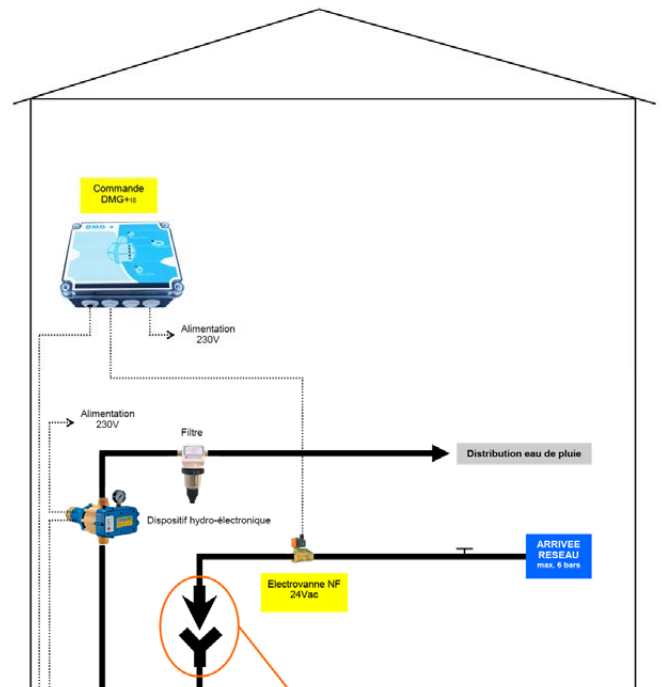 Commande
DMG+10
DMG +
Alimentation
230V
Alimentation
230V
Filtre
Distribution eau de pluie
Dispositif hydro-électronique
ARRIVEE
RESEAU
max. 6 bars
Electrovanne NF
24Vac